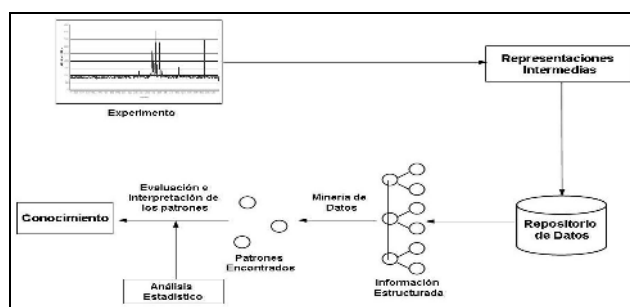 Experimento
Representaciones
Intermedias
Evaluación e
interpretación de
los patrones
Conocimiento
Minería de
Datos
Repositorio
de Datos
Patrones
Encontrados
Información
Estructurada
Análisis
Estadístico